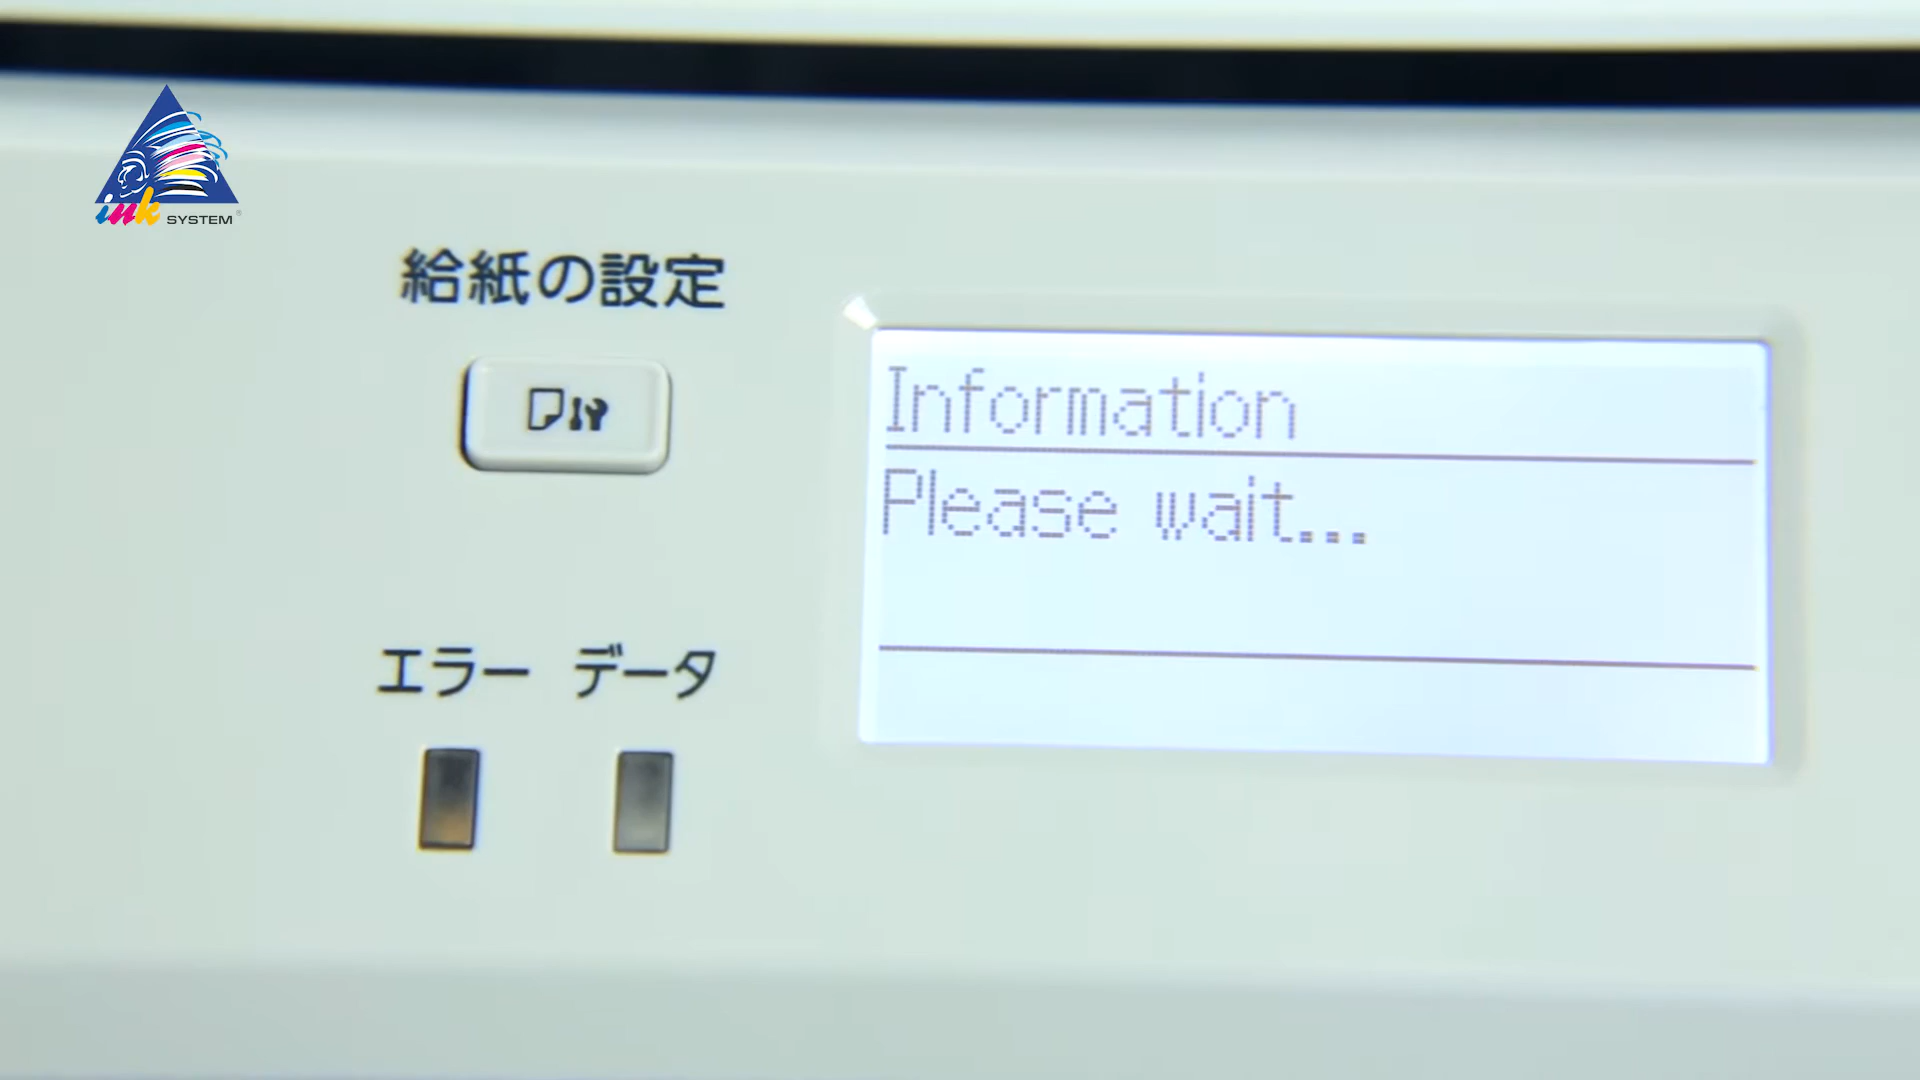 ink SYSTEM®
給紙の設定
Information
Please wait...
エラー データ